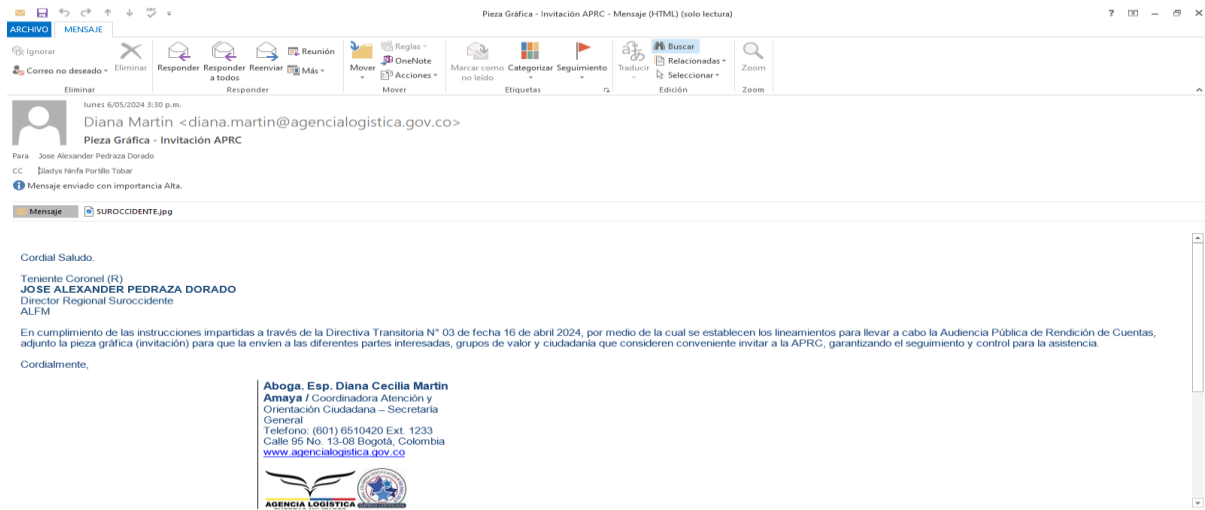 Pieza Gráfica - Invitación APRC - Mensaje (HTML) (solo lectura)
ARCHIVO MENSAJE
Ignorar
Correo no deseado
Eliminar
Responder
Responder a todos
Reenviar
Reunión
Más
Mover
Reglas
OneNote
Acciones
Marcar como no leído
Categorizar
Seguimiento
Traducir
Buscar
Relacionadas
Seleccionar
Zoom
Eliminar Responder Mover Etiquetas Edición Zoom
lunes 6/05/2024 3:30 p.m.
Diana Martin <diana.martin@agencialogistica.gov.co>
Pieza Gráfica - Invitación APRC
Para Jose Alexander Pedraza Dorado
CC Gladys Ninfa Portillo Tobar
Mensaje enviado con importancia Alta.
Mensaje SUROCCIDENTE.jpg
Cordial Saludo.
Teniente Coronel (R)
JOSE ALEXANDER PEDRAZA DORADO
Director Regional Suroccidente
ALFM
En cumplimiento de las instrucciones impartidas a través de la Directiva Transitoria N° 03 de fecha 16 de abril 2024, por medio de la cual se establecen los lineamientos para llevar a cabo la Audiencia Pública de Rendición de Cuentas,
adjunto la pieza gráfica (invitación) para que la envíen a las diferentes partes interesadas, grupos de valor y ciudadanía que consideren conveniente invitar a la APRC, garantizando el seguimiento y control para la asistencia.
Cordialmente,
Aboga. Esp. Diana Cecilia Martin
Amaya / Coordinadora Atención y
Orientación Ciudadana – Secretaría
General
Telefono: (601) 6510420 Ext. 1233
Calle 95 No. 13-08 Bogotá, Colombia
www.agencialogistica.gov.co
AGENCIA LOGÍSTICA